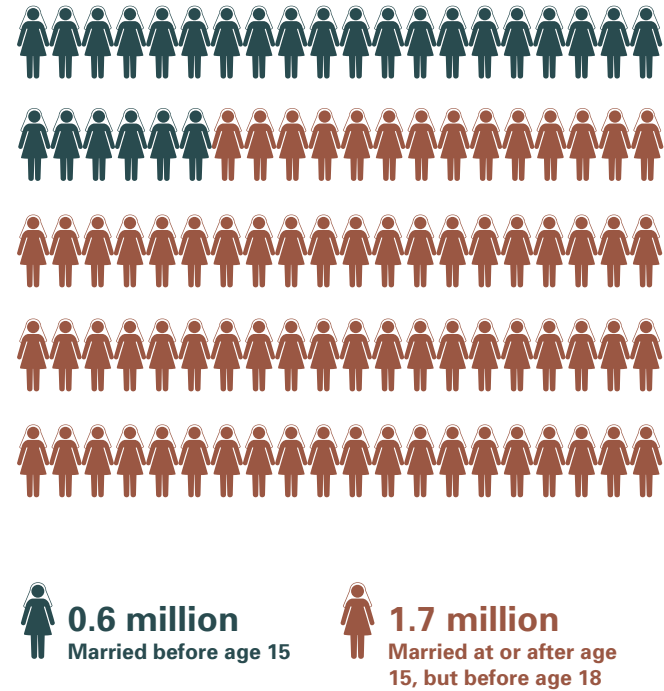 0.6 million
Married before age 15
1.7 million
Married at or after age
15, but before age 18